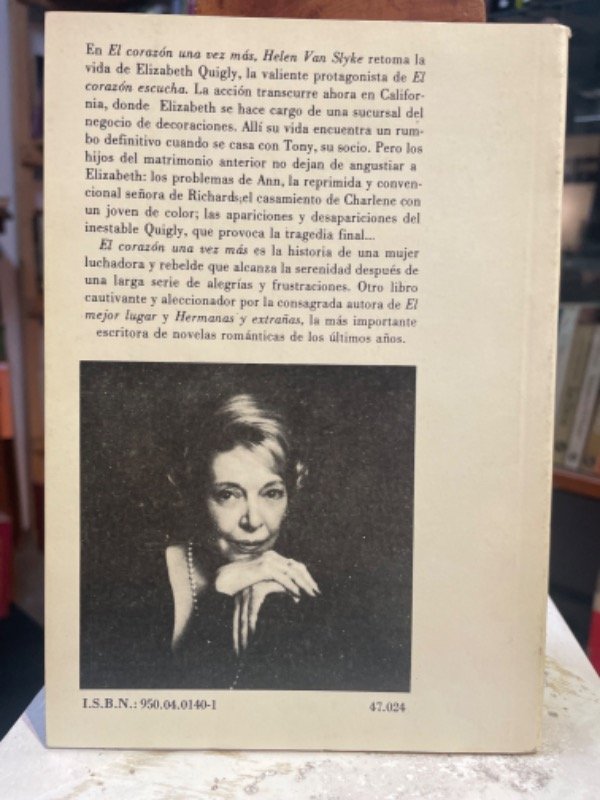 En El corazón una vez más, Helen Van Slyke retoma la
vida de Elizabeth Quigly, la valiente protagonista de El
corazón escucha. La acción transcurre ahora en Califor-
nia, donde Elizabeth se hace cargo de una sucursal del
negocio de decoraciones. Allí su vida encuentra un rum-
bo definitivo cuando se casa con Tony, su socio. Pero los
hijos del matrimonio anterior no dejan de angustiar a
Elizabeth: los problemas de Ann, la reprimida y conven-
cional señora de Richards;el casamiento de Charlene con
un joven de color; las apariciones y desapariciones del
inestable Quigly, que provoca la tragedia final...
El corazón una vez más es la historia de una mujer
luchadora y rebelde que alcanza la serenidad después de
una larga serie de alegrías y frustraciones. Otro libro
cautivante y aleccionador por la consagrada autora de El
mejor lugar y Hermanas y extrañas, la más importante
escritora de novelas románticas de los últimos años.
I.S.B.N.: 950.04.0140-1
47.024